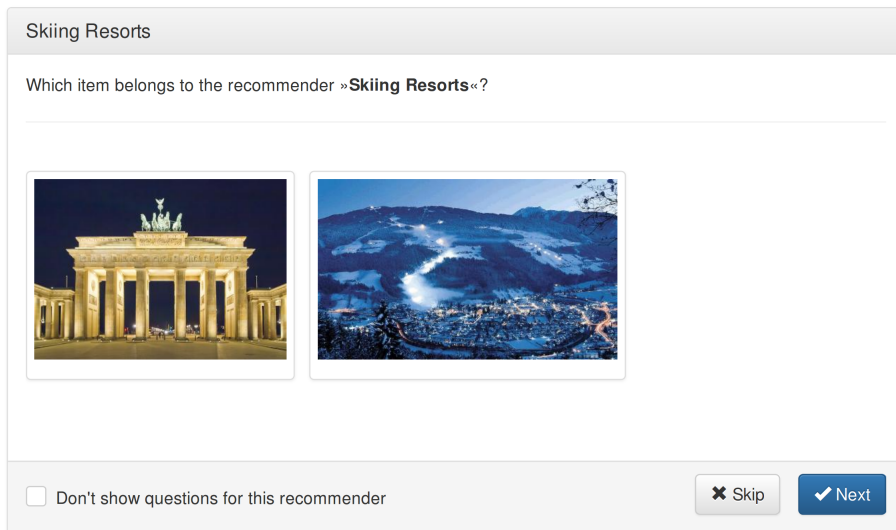 Skiing Resorts
Which item belongs to the recommender »Skiing Resorts«?
Don't show questions for this recommender
Skip
Next